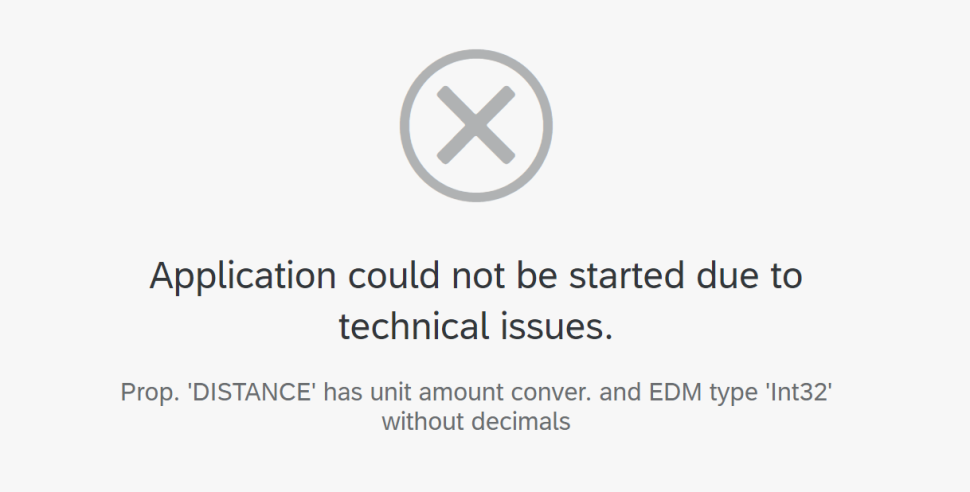 Application could not be started due to
technical issues.
Prop. 'DISTANCE' has unit amount conver. and EDM type 'Int32'
without decimals